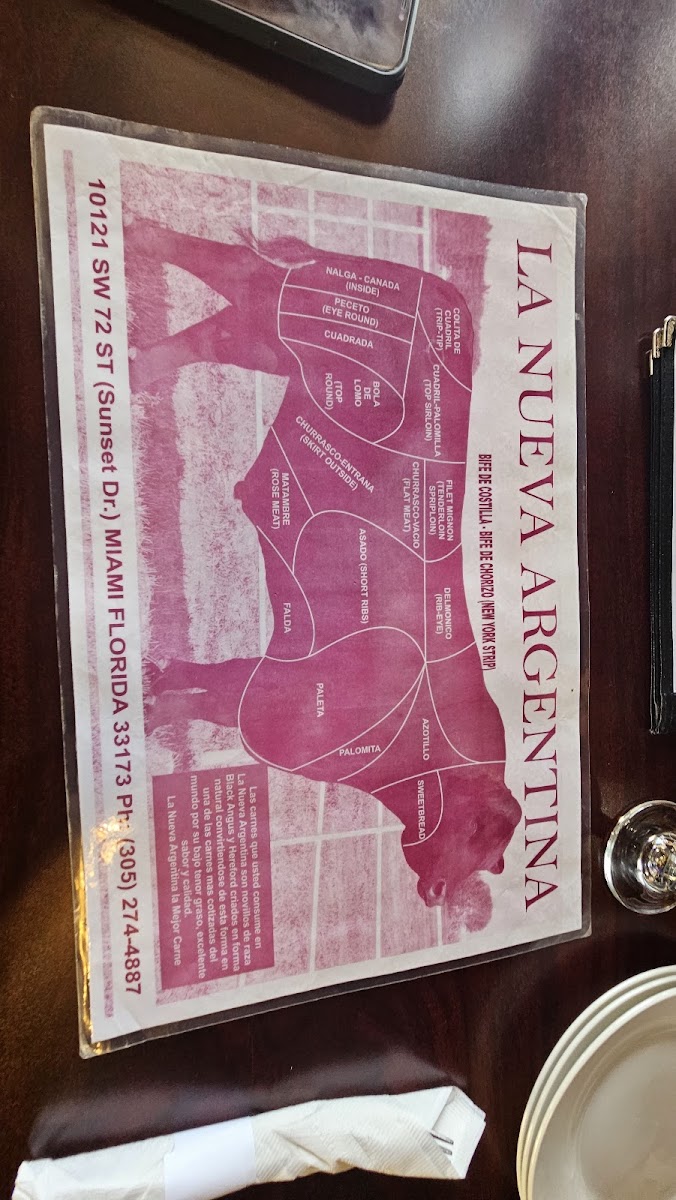 LA NUEVA ARGENTINA
BIFE DE COSTILLA - BIFE DE CHORIZO (NEW YORK STRIP)
COLITA DE
CUADRIL
(TRIP-TIP)
CUADRIL-PALOMILLA
(TOP SIRLOIN)
FILET MIGNON
(TENDERLOIN
SPRIPLOIN)
DELMONICO
(RIB-EYE)
NALGA - CANADA
(INSIDE)
PECETO
(EYE ROUND)
CUADRADA
BOLA
DE
LOMO
(TOP
ROUND)
CHURRASCO-ENTRANA
(SKIRT OUTSIDE)
CHURRASCO-VACIO
(FLAT MEAT)
MATAMBRE
(ROSE MEAT)
ASADO (SHORT RIBS)
FALDA
PALETA
PALOMITA
AZOTILLO
SWEETBREAD
Las carnes que usted consume en
La Nueva Argentina son novillos de raza
Black Angus y Hereford criados en forma
natural convirtiendose de esta forma en
una de las carnes mas cotizadas del
mundo por su bajo tenor graso, excelente
sabor y calidad.
La Nueva Argentina la Mejor Carne
10121 SW 72 ST (Sunset Dr.) MIAMI FLORIDA 33173 Ph: (305) 274-4887